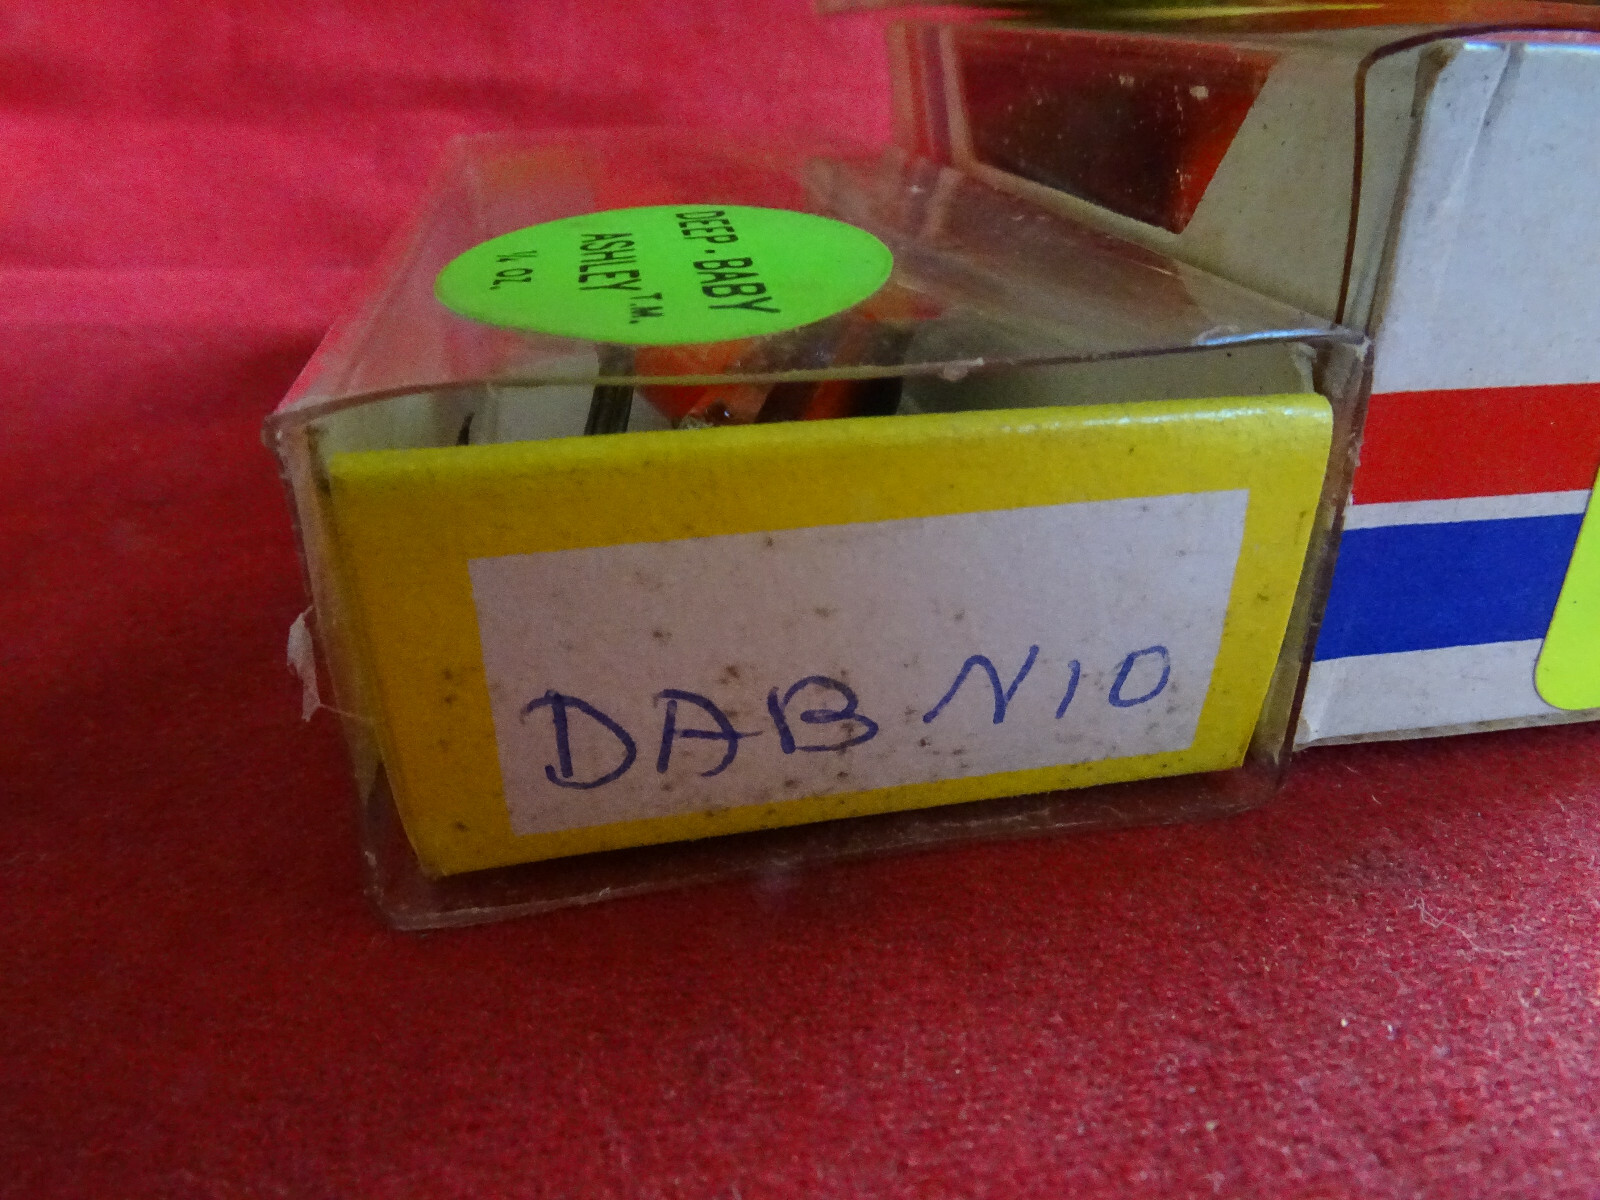 DEEP-BABY
ASHLEY T.M.
¼ OZ.
DAB N10